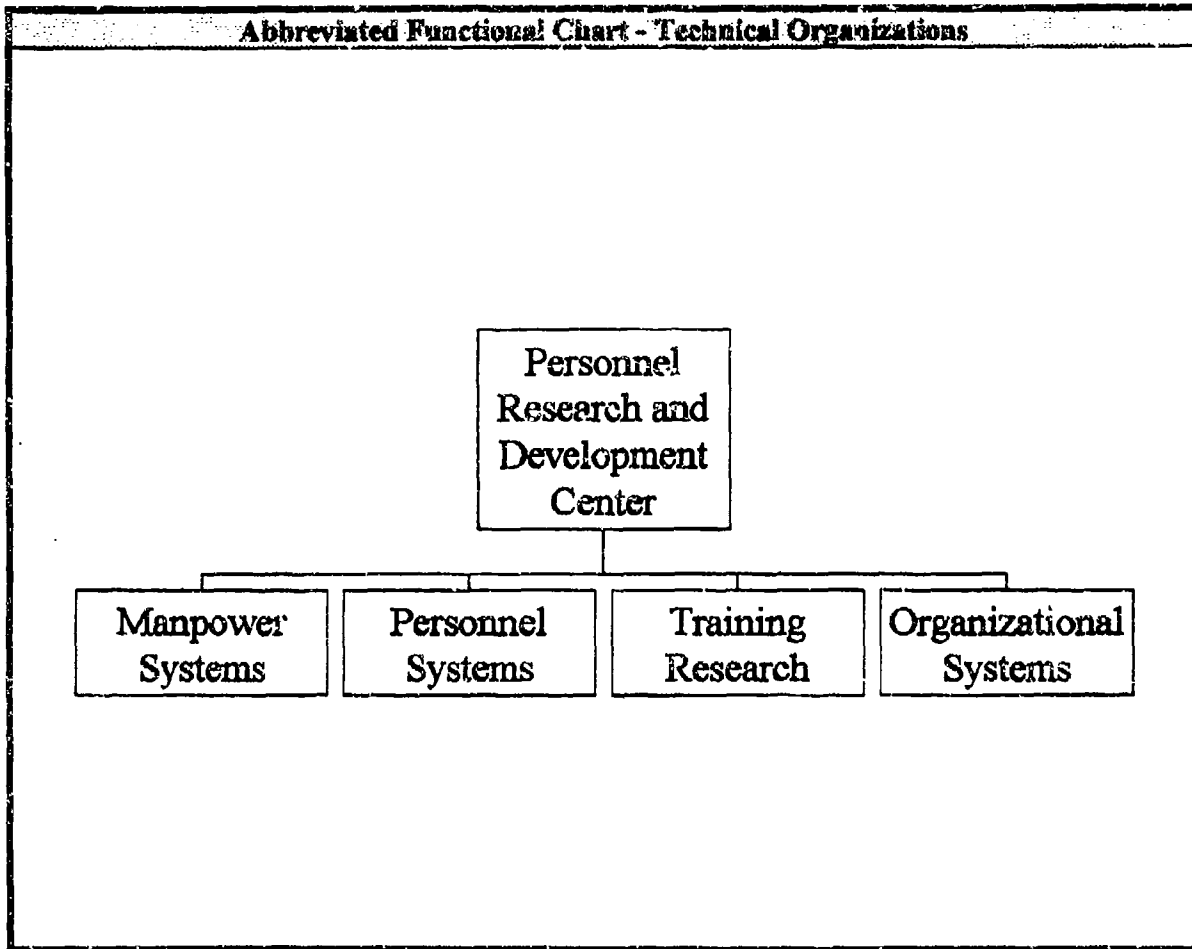 Abbreviated Functional Chart - Technical Organizations
Personnel
Research and
Development
Center
Manpower
Systems
Personnel
Systems
Training
Research
Organizational
Systems